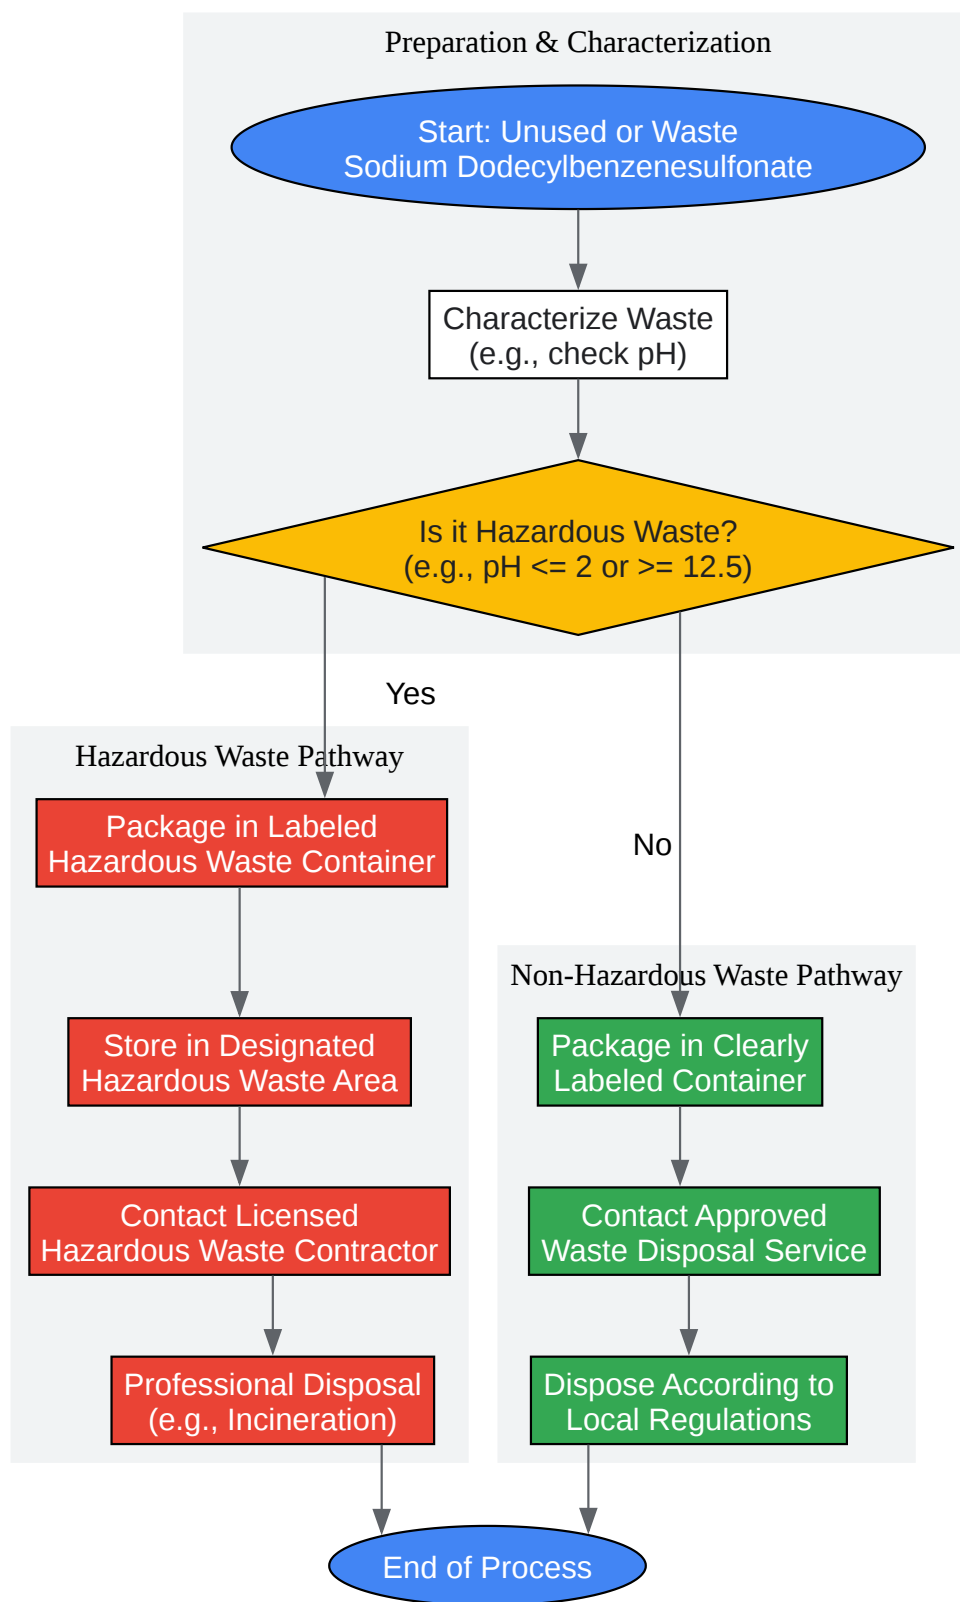 Preparation & Characterization
Start: Unused or Waste
Sodium Dodecylbenzenesulfonate
Characterize Waste
(e.g., check pH)
Is it Hazardous Waste?
(e.g., pH <= 2 or >= 12.5)
Yes
Hazardous Waste Pathway
Package in Labeled
Hazardous Waste Container
Store in Designated
Hazardous Waste Area
Contact Licensed
Hazardous Waste Contractor
Professional Disposal
(e.g., Incineration)
No
Non-Hazardous Waste Pathway
Package in Clearly
Labeled Container
Contact Approved
Waste Disposal Service
Dispose According to
Local Regulations
End of Process